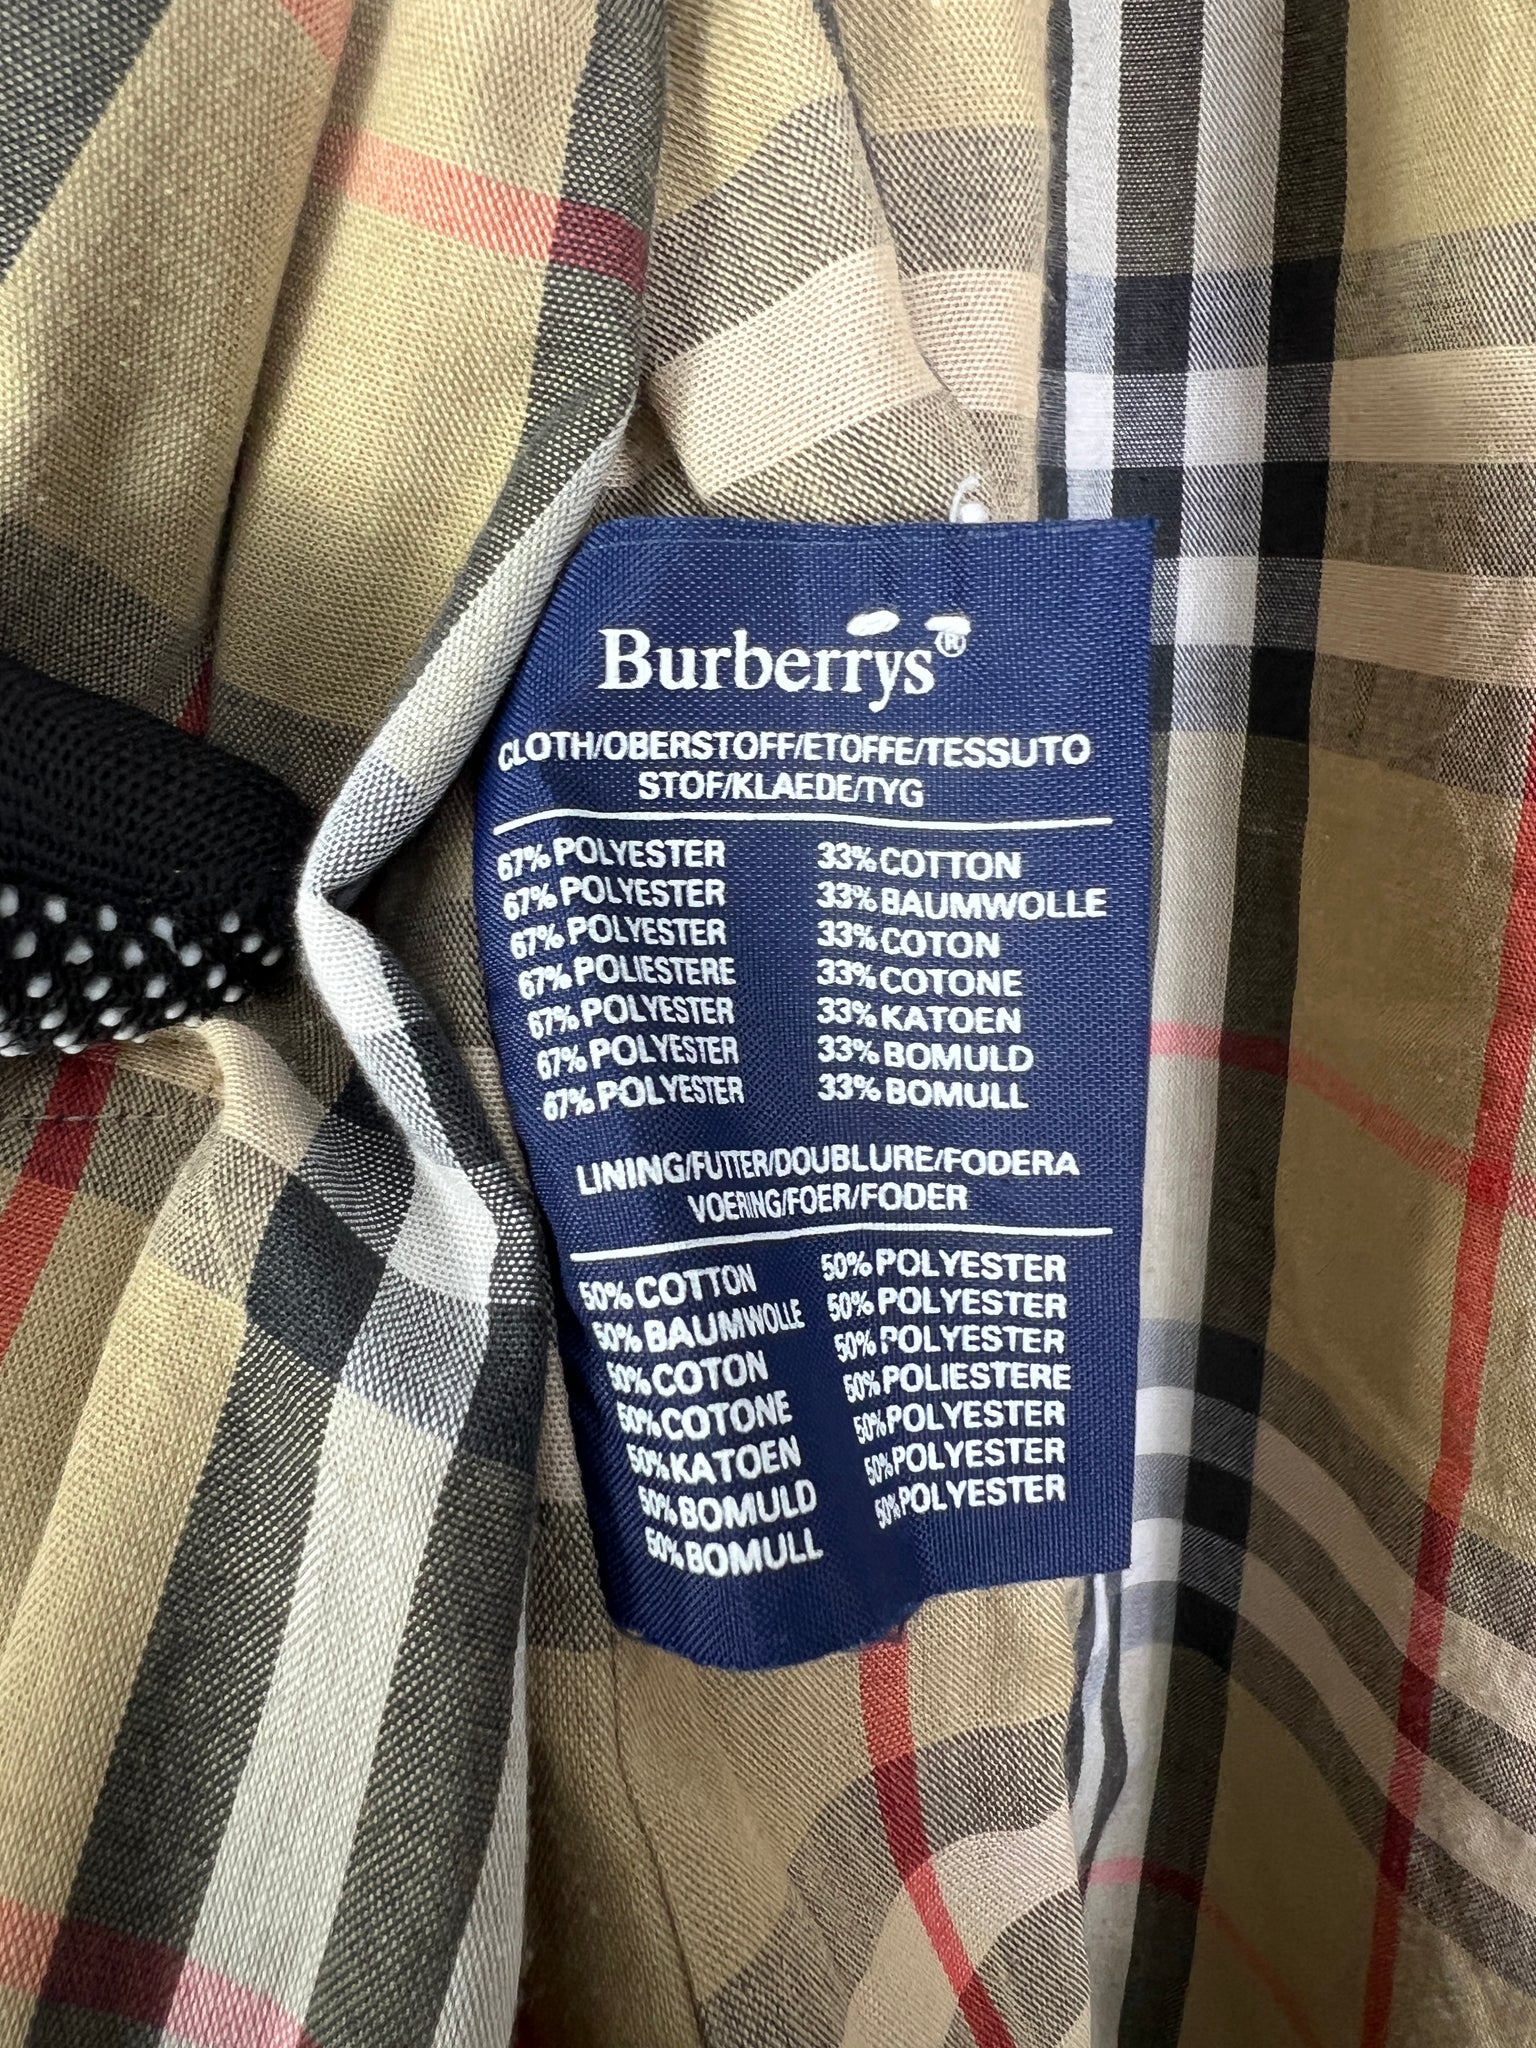 Burberrys®
CLOTH/OBERSTOFF/ETOFFE/TESSUTO
STOF/KLAEDE/TYG
67% POLYESTER 33% COTTON
67% POLYESTER 33% BAUMWOLLE
67% POLYESTER 33% COTON
67% POLIESTERE 33% COTONE
67% POLYESTER 33% KATOEN
67% POLYESTER 33% BOMULD
67% POLYESTER 33% BOMULL
LINING/FUTTER/DOUBLURE/FODERA
VOERING/FOER/FODER
50% COTTON 50% POLYESTER
50% BAUMWOLLE 50% POLYESTER
50% COTON 50% POLYESTER
50% COTONE 50% POLIESTERE
50% KATOEN 50% POLYESTER
50% BOMULD 50% POLYESTER
50% BOMULL 50% POLYESTER